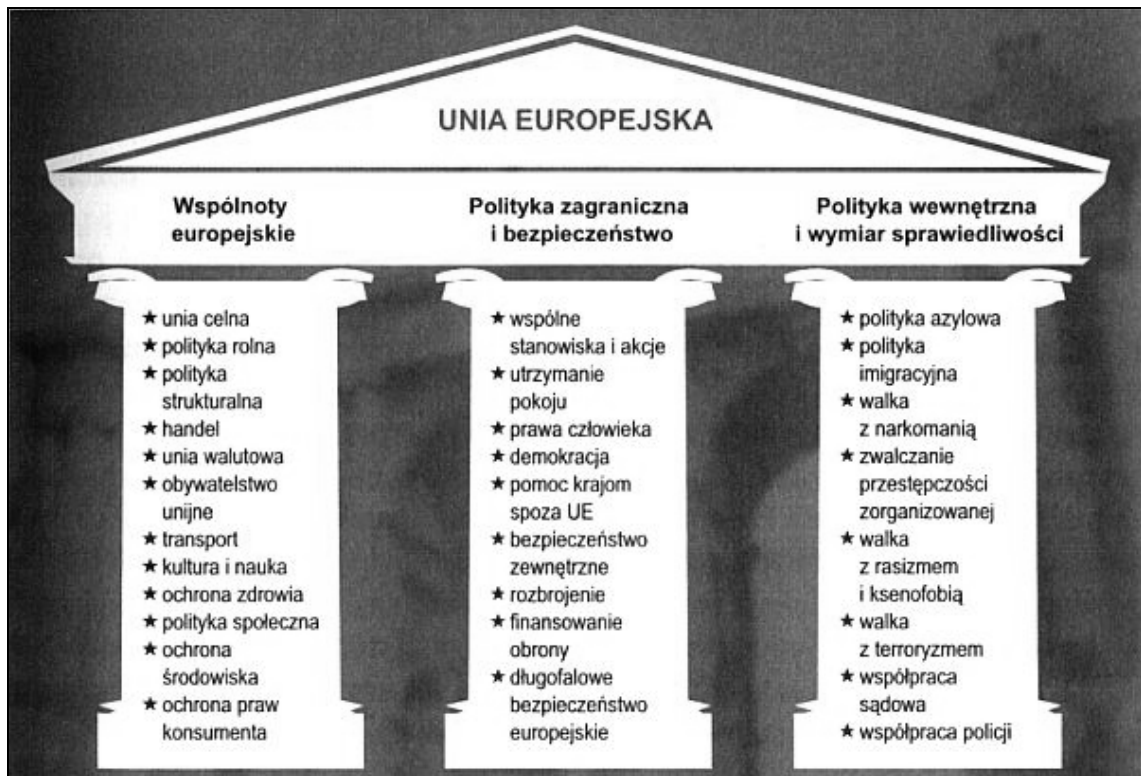 UNIA EUROPEJSKA
Wspólnoty
europejskie
★ unia celna
★ polityka rolna
★ polityka
strukturalna
★ handel
★ unia walutowa
★ obywatelstwo
unijne
★ transport
★ kultura i nauka
★ ochrona zdrowia
★ polityka społeczna
★ ochrona
środowiska
★ ochrona praw
konsumenta
Polityka zagraniczna
i bezpieczeństwo
★ wspólne
stanowiska i akcje
★ utrzymanie
pokoju
★ prawa człowieka
★ demokracja
★ pomoc krajom
spoza UE
★ bezpieczeństwo
zewnętrzne
★ rozbrojenie
★ finansowanie
obrony
★ długofalowe
bezpieczeństwo
europejskie
Polityka wewnętrzna
i wymiar sprawiedliwości
★ polityka azylowa
★ polityka
imigracyjna
★ walka
z narkomanią
★ zwalczanie
przestępczości
zorganizowanej
★ walka
z rasizmem
i ksenofobią
★ walka
z terroryzmem
★ współpraca
sądowa
★ współpraca policji